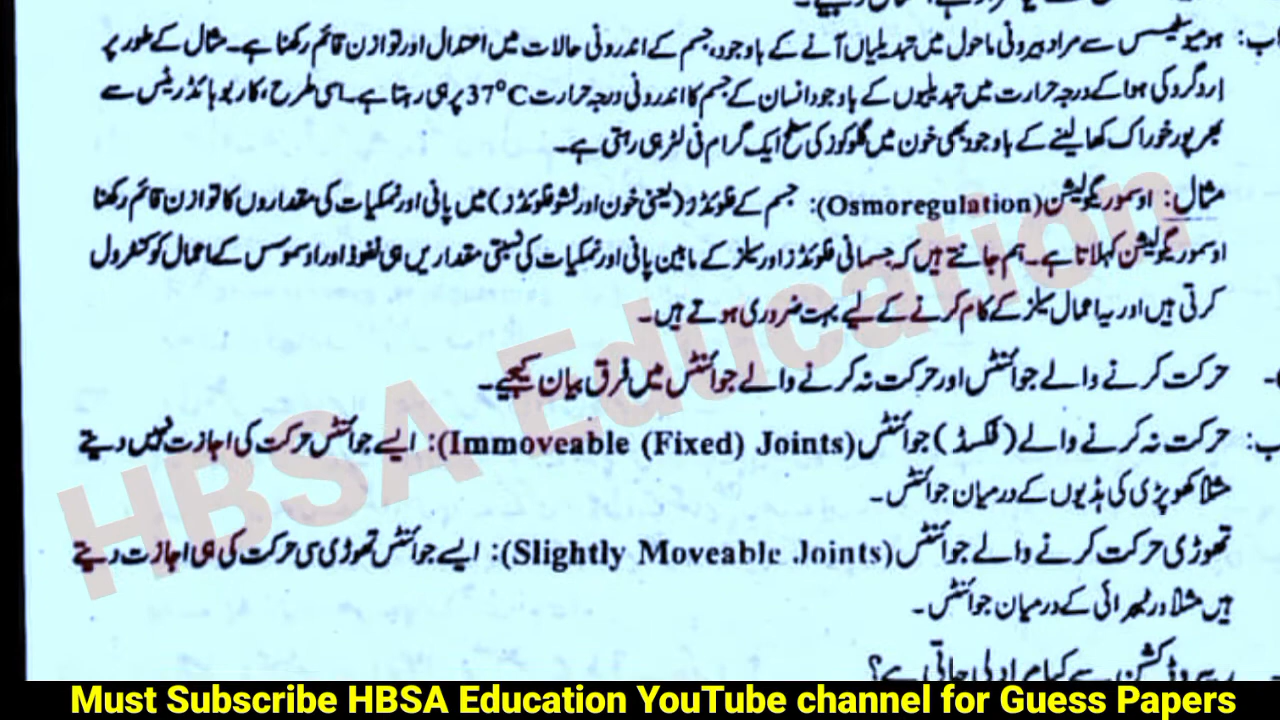 اب: ہومیوسٹیسس سے مراد بیرونی ماحول میں تبدیلیاں آنے کے باوجود، جسم کے اندرونی حالات میں اعتدال اور توازن قائم رکھنا ہے۔ مثال کے طور پر
اردگرد کی ہوا کے درجہ حرارت میں تبدیلیوں کے باوجود انسان کے جسم کا اندرونی درجہ حرارت 37°C پر ہی رہتا ہے۔ اسی طرح، کاربوہائڈریٹس سے
بھرپور خوراک کھا لینے کے باوجود بھی خون میں گلوکوز کی سطح ایک گرام فی لٹر ہی رہتی ہے۔
مثال: اوسموریگولیشن (Osmoregulation): جسم کے فلوئڈز (یعنی خون اور ٹشو فلوئڈز) میں پانی اور نمکیات کی مقداروں کا توازن قائم رکھنا
اوسموریگولیشن کہلاتا ہے۔ ہم جانتے ہیں کہ جسمانی فلوئڈز اور سیلز کے مابین پانی اور نمکیات کی نسبتی مقداریں ہی نفوذ اور اوسموسس کے اعمال کو کنٹرول
کرتی ہیں اور یہ اعمال سیلز کے کام کرنے کے لیے بہت ضروری ہوتے ہیں۔
حرکت کرنے والے جوائنٹس اور حرکت نہ کرنے والے جوائنٹس میں فرق بیان کیجیے۔
ب: حرکت نہ کرنے والے (فکسڈ) جوائنٹس (Immoveable (Fixed) Joints): ایسے جوائنٹس حرکت کی اجازت نہیں دیتے
مثلاً کھوپڑی کی ہڈیوں کے درمیان جوائنٹس۔
تھوڑی حرکت کرنے والے جوائنٹس (Slightly Moveable Joints): ایسے جوائنٹس تھوڑی سی حرکت کی ہی اجازت دیتے
ہیں مثلاً ورٹیبرائی کے درمیان جوائنٹس۔
سے کیا مراد لی جاتی ہے؟
HBSA Education
Must Subscribe HBSA Education YouTube channel for Guess Papers